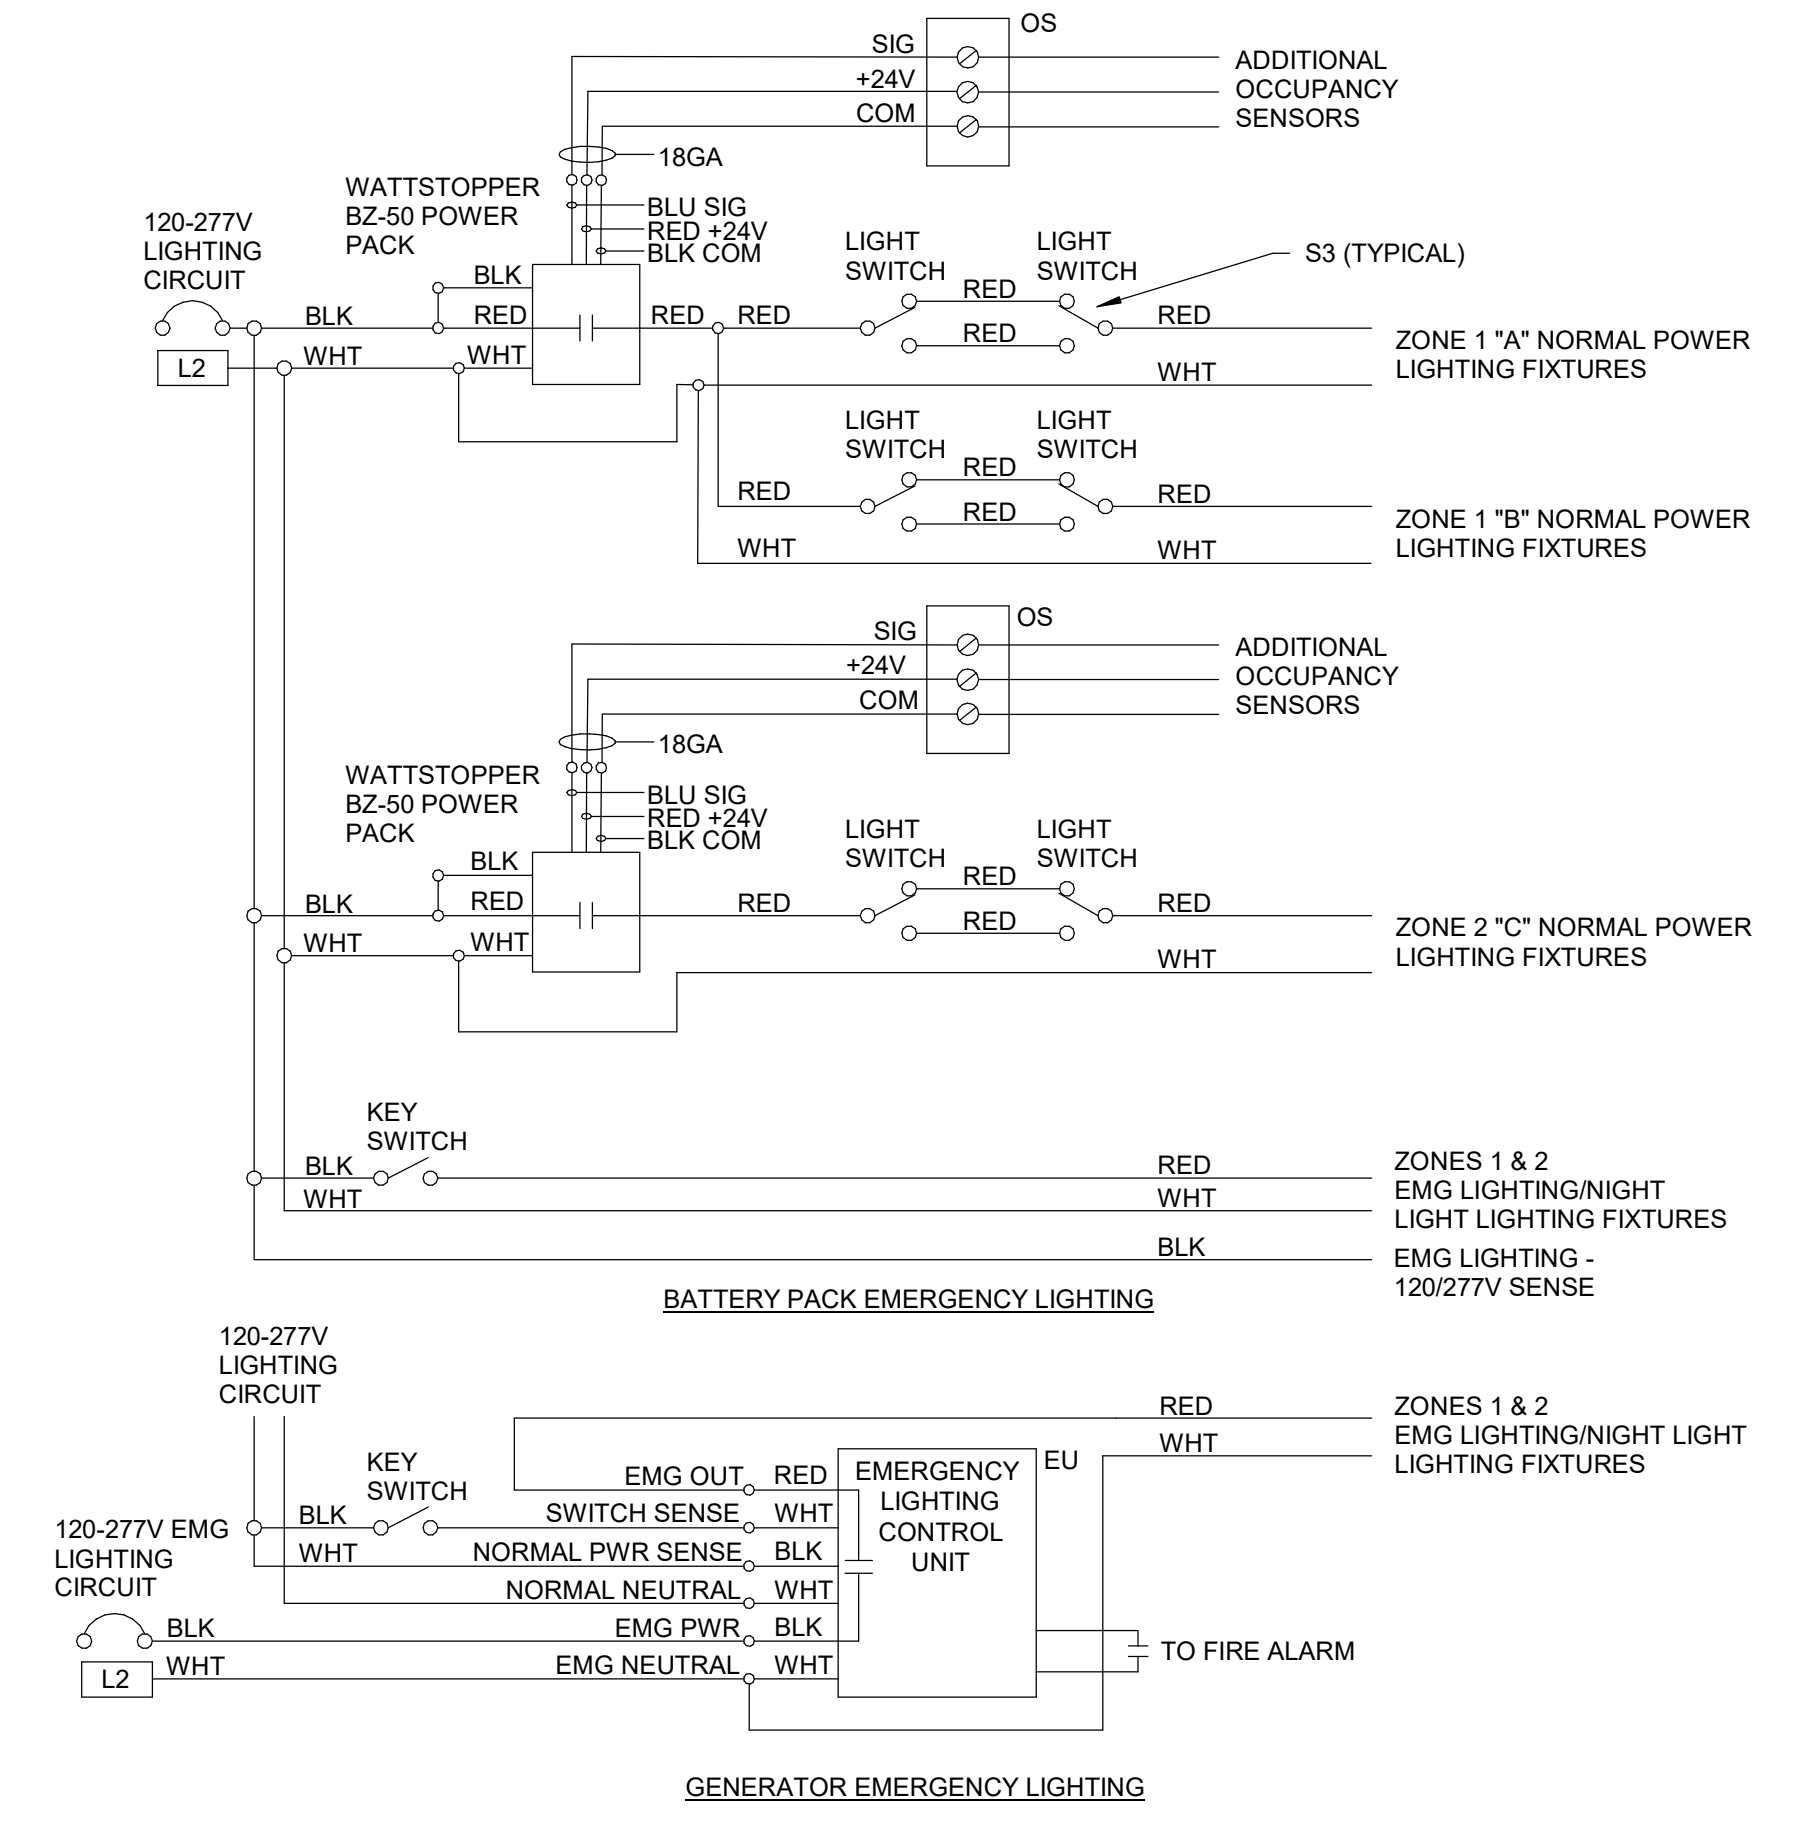 OS
SIG
+24V
COM
ADDITIONAL
OCCUPANCY
SENSORS
18GA
WATTSTOPPER
BZ-50 POWER
PACK
BLU SIG
RED +24V
BLK COM
120-277V
LIGHTING
CIRCUIT
LIGHT
SWITCH
LIGHT
SWITCH
S3 (TYPICAL)
BLK
BLK
RED
RED
RED
RED
RED
RED
L2
WHT
WHT
WHT
ZONE 1 "A" NORMAL POWER
LIGHTING FIXTURES
LIGHT
SWITCH
LIGHT
SWITCH
RED
RED
RED
RED
WHT
WHT
ZONE 1 "B" NORMAL POWER
LIGHTING FIXTURES
OS
SIG
+24V
COM
ADDITIONAL
OCCUPANCY
SENSORS
18GA
WATTSTOPPER
BZ-50 POWER
PACK
BLU SIG
RED +24V
BLK COM
LIGHT
SWITCH
LIGHT
SWITCH
BLK
BLK
RED
RED
RED
RED
RED
WHT
WHT
WHT
ZONE 2 "C" NORMAL POWER
LIGHTING FIXTURES
KEY
SWITCH
BLK
RED
WHT
WHT
ZONES 1 & 2
EMG LIGHTING/NIGHT
LIGHT LIGHTING FIXTURES
BLK
EMG LIGHTING -
120/277V SENSE
BATTERY PACK EMERGENCY LIGHTING
120-277V
LIGHTING
CIRCUIT
RED
WHT
ZONES 1 & 2
EMG LIGHTING/NIGHT LIGHT
LIGHTING FIXTURES
KEY
SWITCH
EMG OUT
RED
EMERGENCY
LIGHTING
CONTROL
UNIT
EU
BLK
SWITCH SENSE
WHT
120-277V EMG
LIGHTING
CIRCUIT
WHT
NORMAL PWR SENSE
BLK
NORMAL NEUTRAL
WHT
BLK
EMG PWR
BLK
TO FIRE ALARM
L2
WHT
EMG NEUTRAL
WHT
GENERATOR EMERGENCY LIGHTING